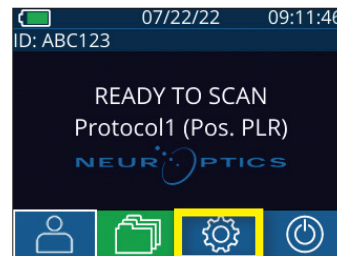 07/22/22 09:11:46
ID: ABC123
READY TO SCAN
Protocol1 (Pos. PLR)
NEUROPTICS